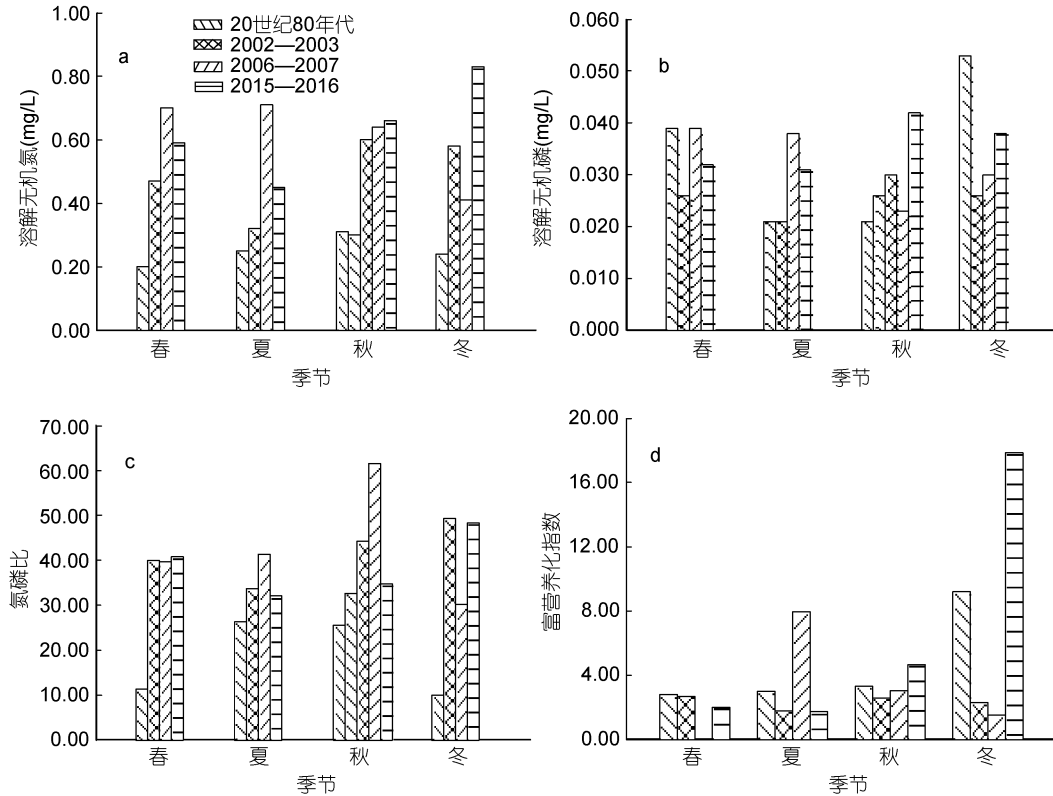 溶解无机氮(mg/L)
1.00
0.80
0.60
0.40
0.20
0.00
a
20世纪80年代
2002—2003
2006—2007
2015—2016
春 夏 秋 冬
季节
溶解无机磷(mg/L)
0.060
0.050
0.040
0.030
0.020
0.010
0.000
b
春 夏 秋 冬
季节
氮磷比
70.00
60.00
50.00
40.00
30.00
20.00
10.00
0.00
c
春 夏 秋 冬
季节
富营养化指数
20.00
16.00
12.00
8.00
4.00
0.00
d
春 夏 秋 冬
季节